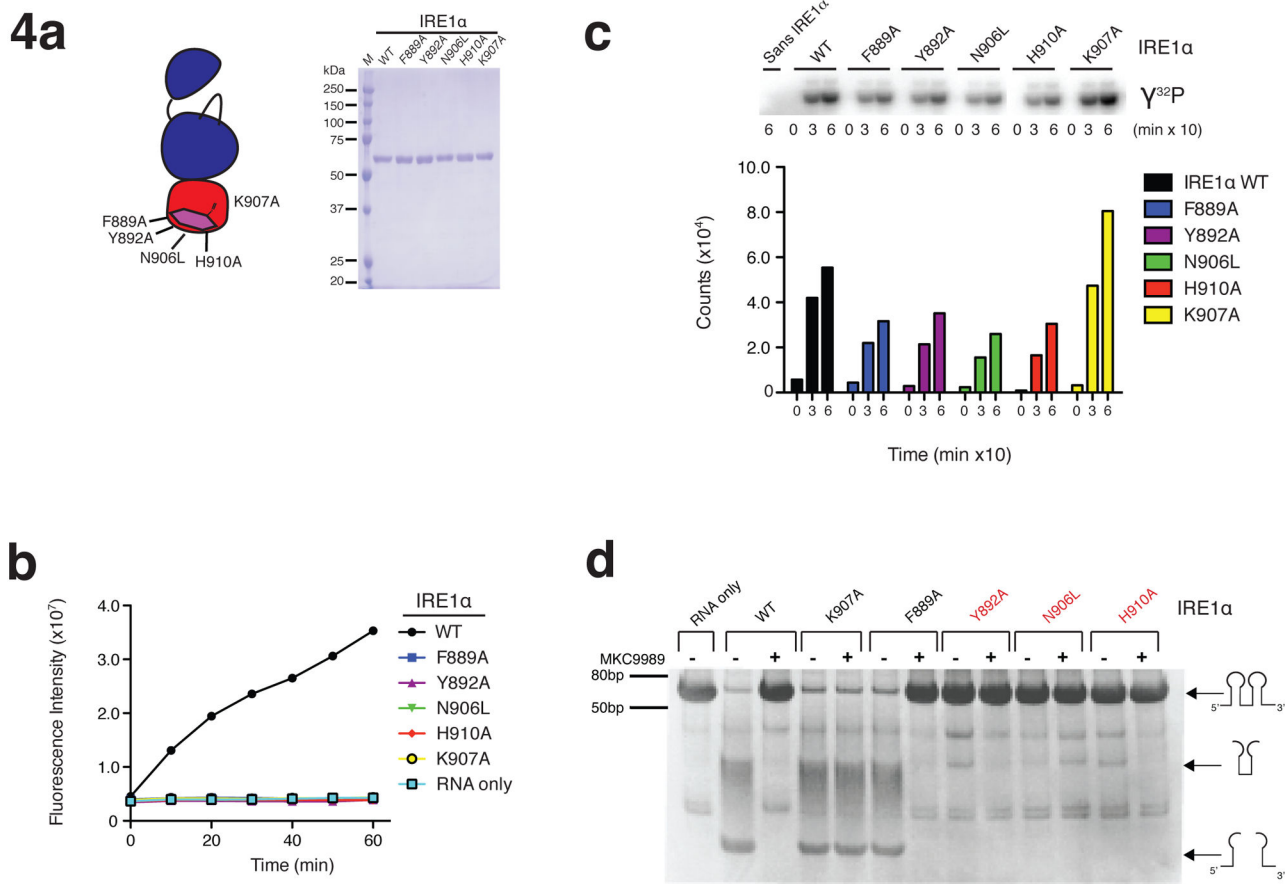 4a
IRE1α
kDa
M WT F889A Y892A N906L H910A K907A
250
150
100
75
50
37
25
20
K907A
F889A
Y892A
N906L
H910A
c
Sans IRE1α WT F889A Y892A N906L H910A K907A IRE1α
γ³²P
6 0 3 6 0 3 6 0 3 6 0 3 6 0 3 6 0 3 6 (min x 10)
Counts (x10⁴)
10.0
8.0
6.0
4.0
2.0
0
0 3 6 0 3 6 0 3 6 0 3 6 0 3 6 0 3 6
Time (min x10)
IRE1α WT
F889A
Y892A
N906L
H910A
K907A
b
Fluorescence Intensity (x10⁷)
4.0
3.0
2.0
1.0
0
0 20 40 60
Time (min)
IRE1α
WT
F889A
Y892A
N906L
H910A
K907A
RNA only
d
RNA only WT K907A F889A Y892A N906L H910A IRE1α
MKC9989 - - + - + - + - + - + - +
80bp
50bp
5' 3'
5' 3'